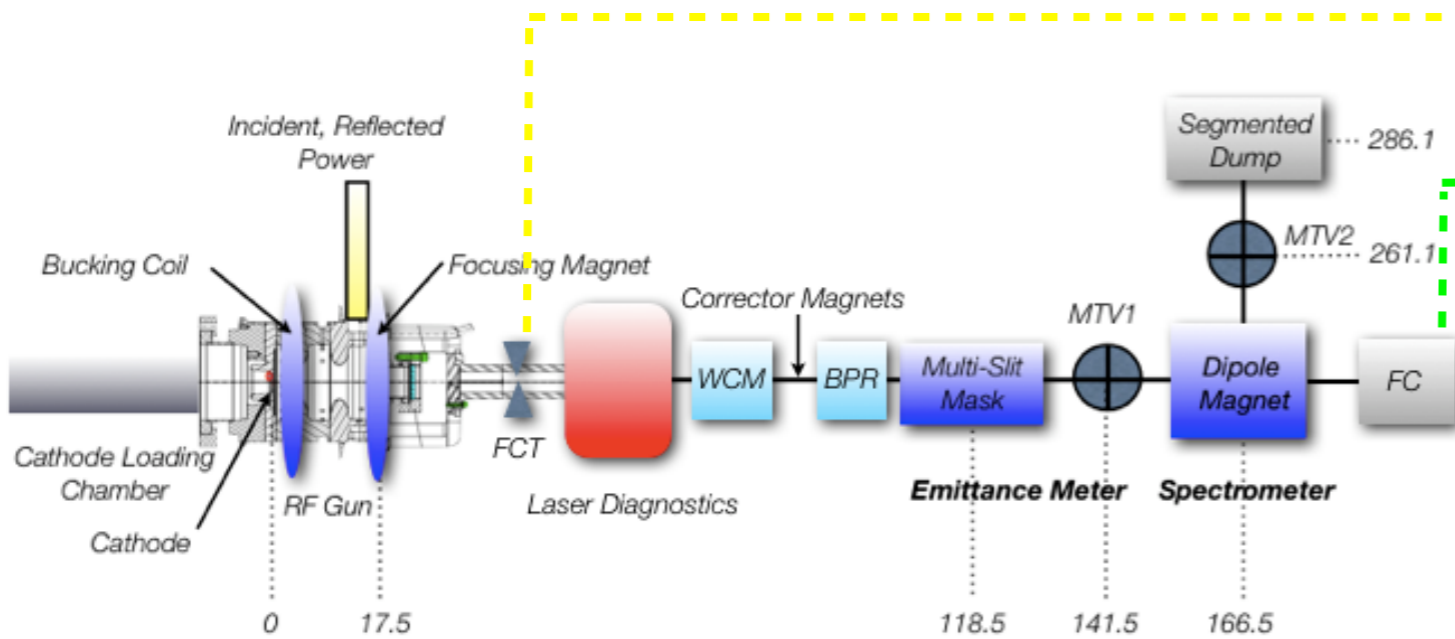 Incident, Reflected
Power
Segmented
Dump
286.1
Bucking Coil
Focusing Magnet
MTV2
261.1
Corrector Magnets
MTV1
WCM
BPR
Multi-Slit
Mask
Dipole
Magnet
FC
FCT
Cathode Loading
Chamber
RF Gun
Laser Diagnostics
Emittance Meter
Spectrometer
Cathode
0
17.5
118.5
141.5
166.5